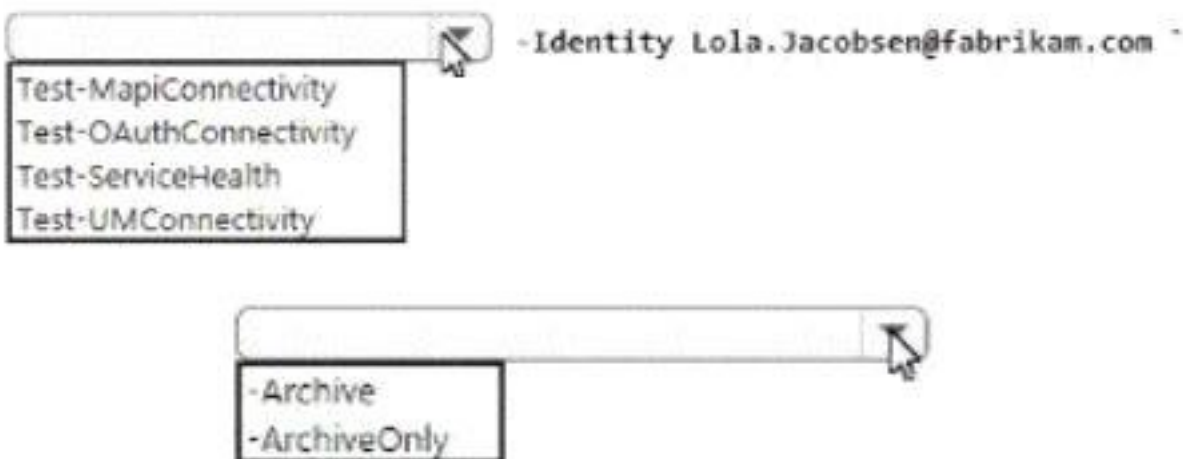 -Identity Lola.Jacobsen@fabrikam.com `
Test-MapiConnectivity
Test-OAuthConnectivity
Test-ServiceHealth
Test-UMConnectivity
-Archive
-ArchiveOnly